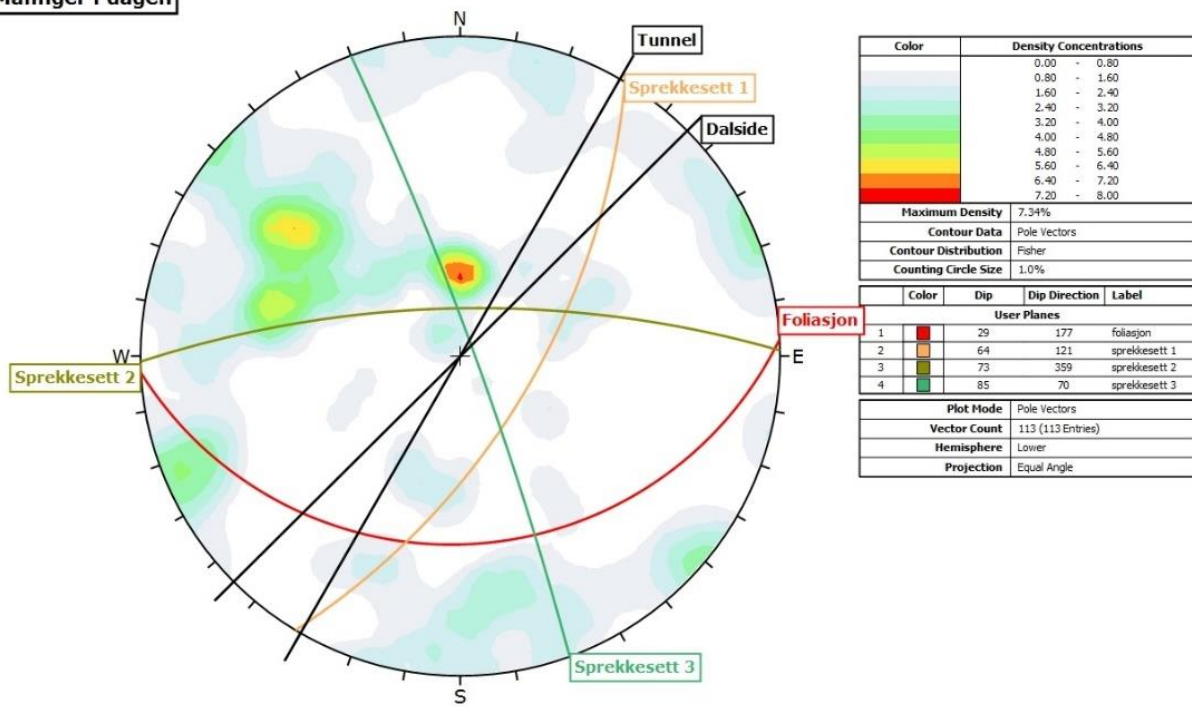 Målinger i dagen
N
Tunnel
Sprekkesett 1
Dalside
Foliasjon
W
E
Sprekkesett 2
Sprekkesett 3
S
Color Density Concentrations
0.00 - 0.80
0.80 - 1.60
1.60 - 2.40
2.40 - 3.20
3.20 - 4.00
4.00 - 4.80
4.80 - 5.60
5.60 - 6.40
6.40 - 7.20
7.20 - 8.00
Maximum Density 7.34%
Contour Data Pole Vectors
Contour Distribution Fisher
Counting Circle Size 1.0%
Color Dip Dip Direction Label
User Planes
1 29 177 foliasjon
2 64 121 sprekkesett 1
3 73 359 sprekkesett 2
4 85 70 sprekkesett 3
Plot Mode Pole Vectors
Vector Count 113 (113 Entries)
Hemisphere Lower
Projection Equal Angle